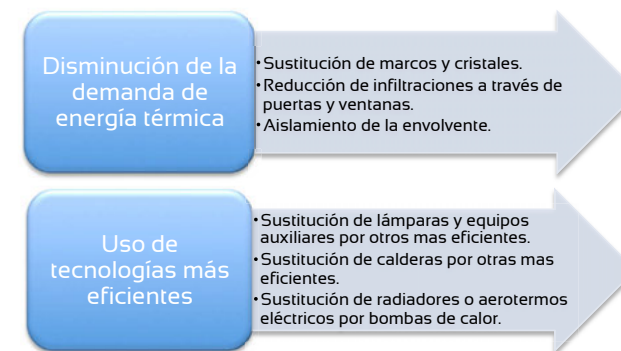 Disminución de la
demanda de
energía térmica
•Sustitución de marcos y cristales.
•Reducción de infiltraciones a través de
puertas y ventanas.
•Aislamiento de la envolvente.
Uso de
tecnologías más
eficientes
•Sustitución de lámparas y equipos
auxiliares por otros mas eficientes.
•Sustitución de calderas por otras mas
eficientes.
•Sustitución de radiadores o aerotermos
eléctricos por bombas de calor.